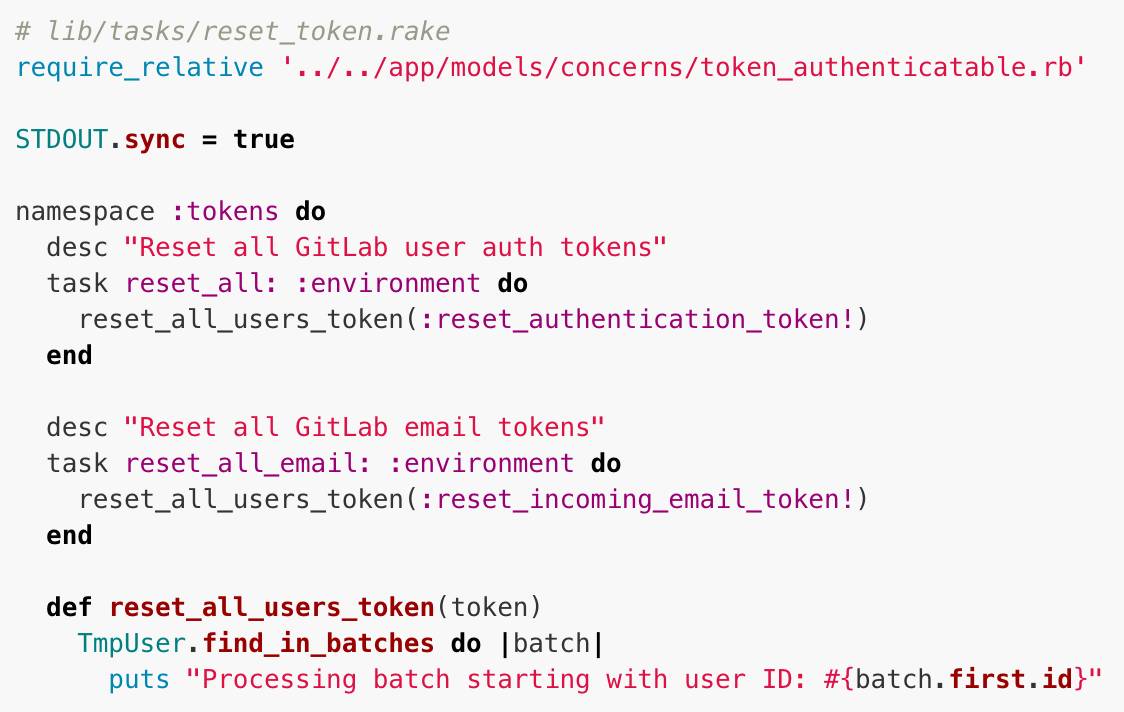 # lib/tasks/reset_token.rake
require_relative '../../app/models/concerns/token_authenticatable.rb'

STDOUT.sync = true

namespace :tokens do
  desc "Reset all GitLab user auth tokens"
  task reset_all: :environment do
    reset_all_users_token(:reset_authentication_token!)
  end

  desc "Reset all GitLab email tokens"
  task reset_all_email: :environment do
    reset_all_users_token(:reset_incoming_email_token!)
  end

  def reset_all_users_token(token)
    TmpUser.find_in_batches do |batch|
      puts "Processing batch starting with user ID: #{batch.first.id}"